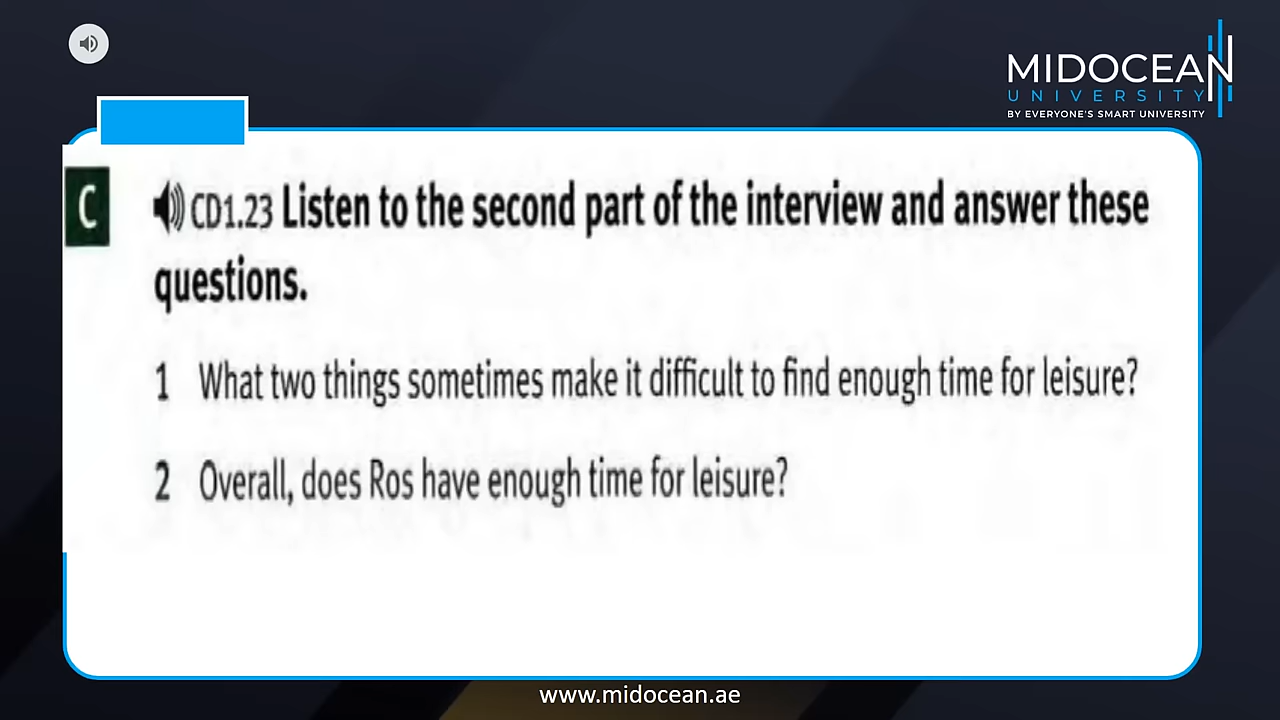 MIDOCEAN
UNIVERSITY
BY EVERYONE'S SMART UNIVERSITY
C
CD1.23 Listen to the second part of the interview and answer these
questions.
1 What two things sometimes make it difficult to find enough time for leisure?
2 Overall, does Ros have enough time for leisure?
www.midocean.ae